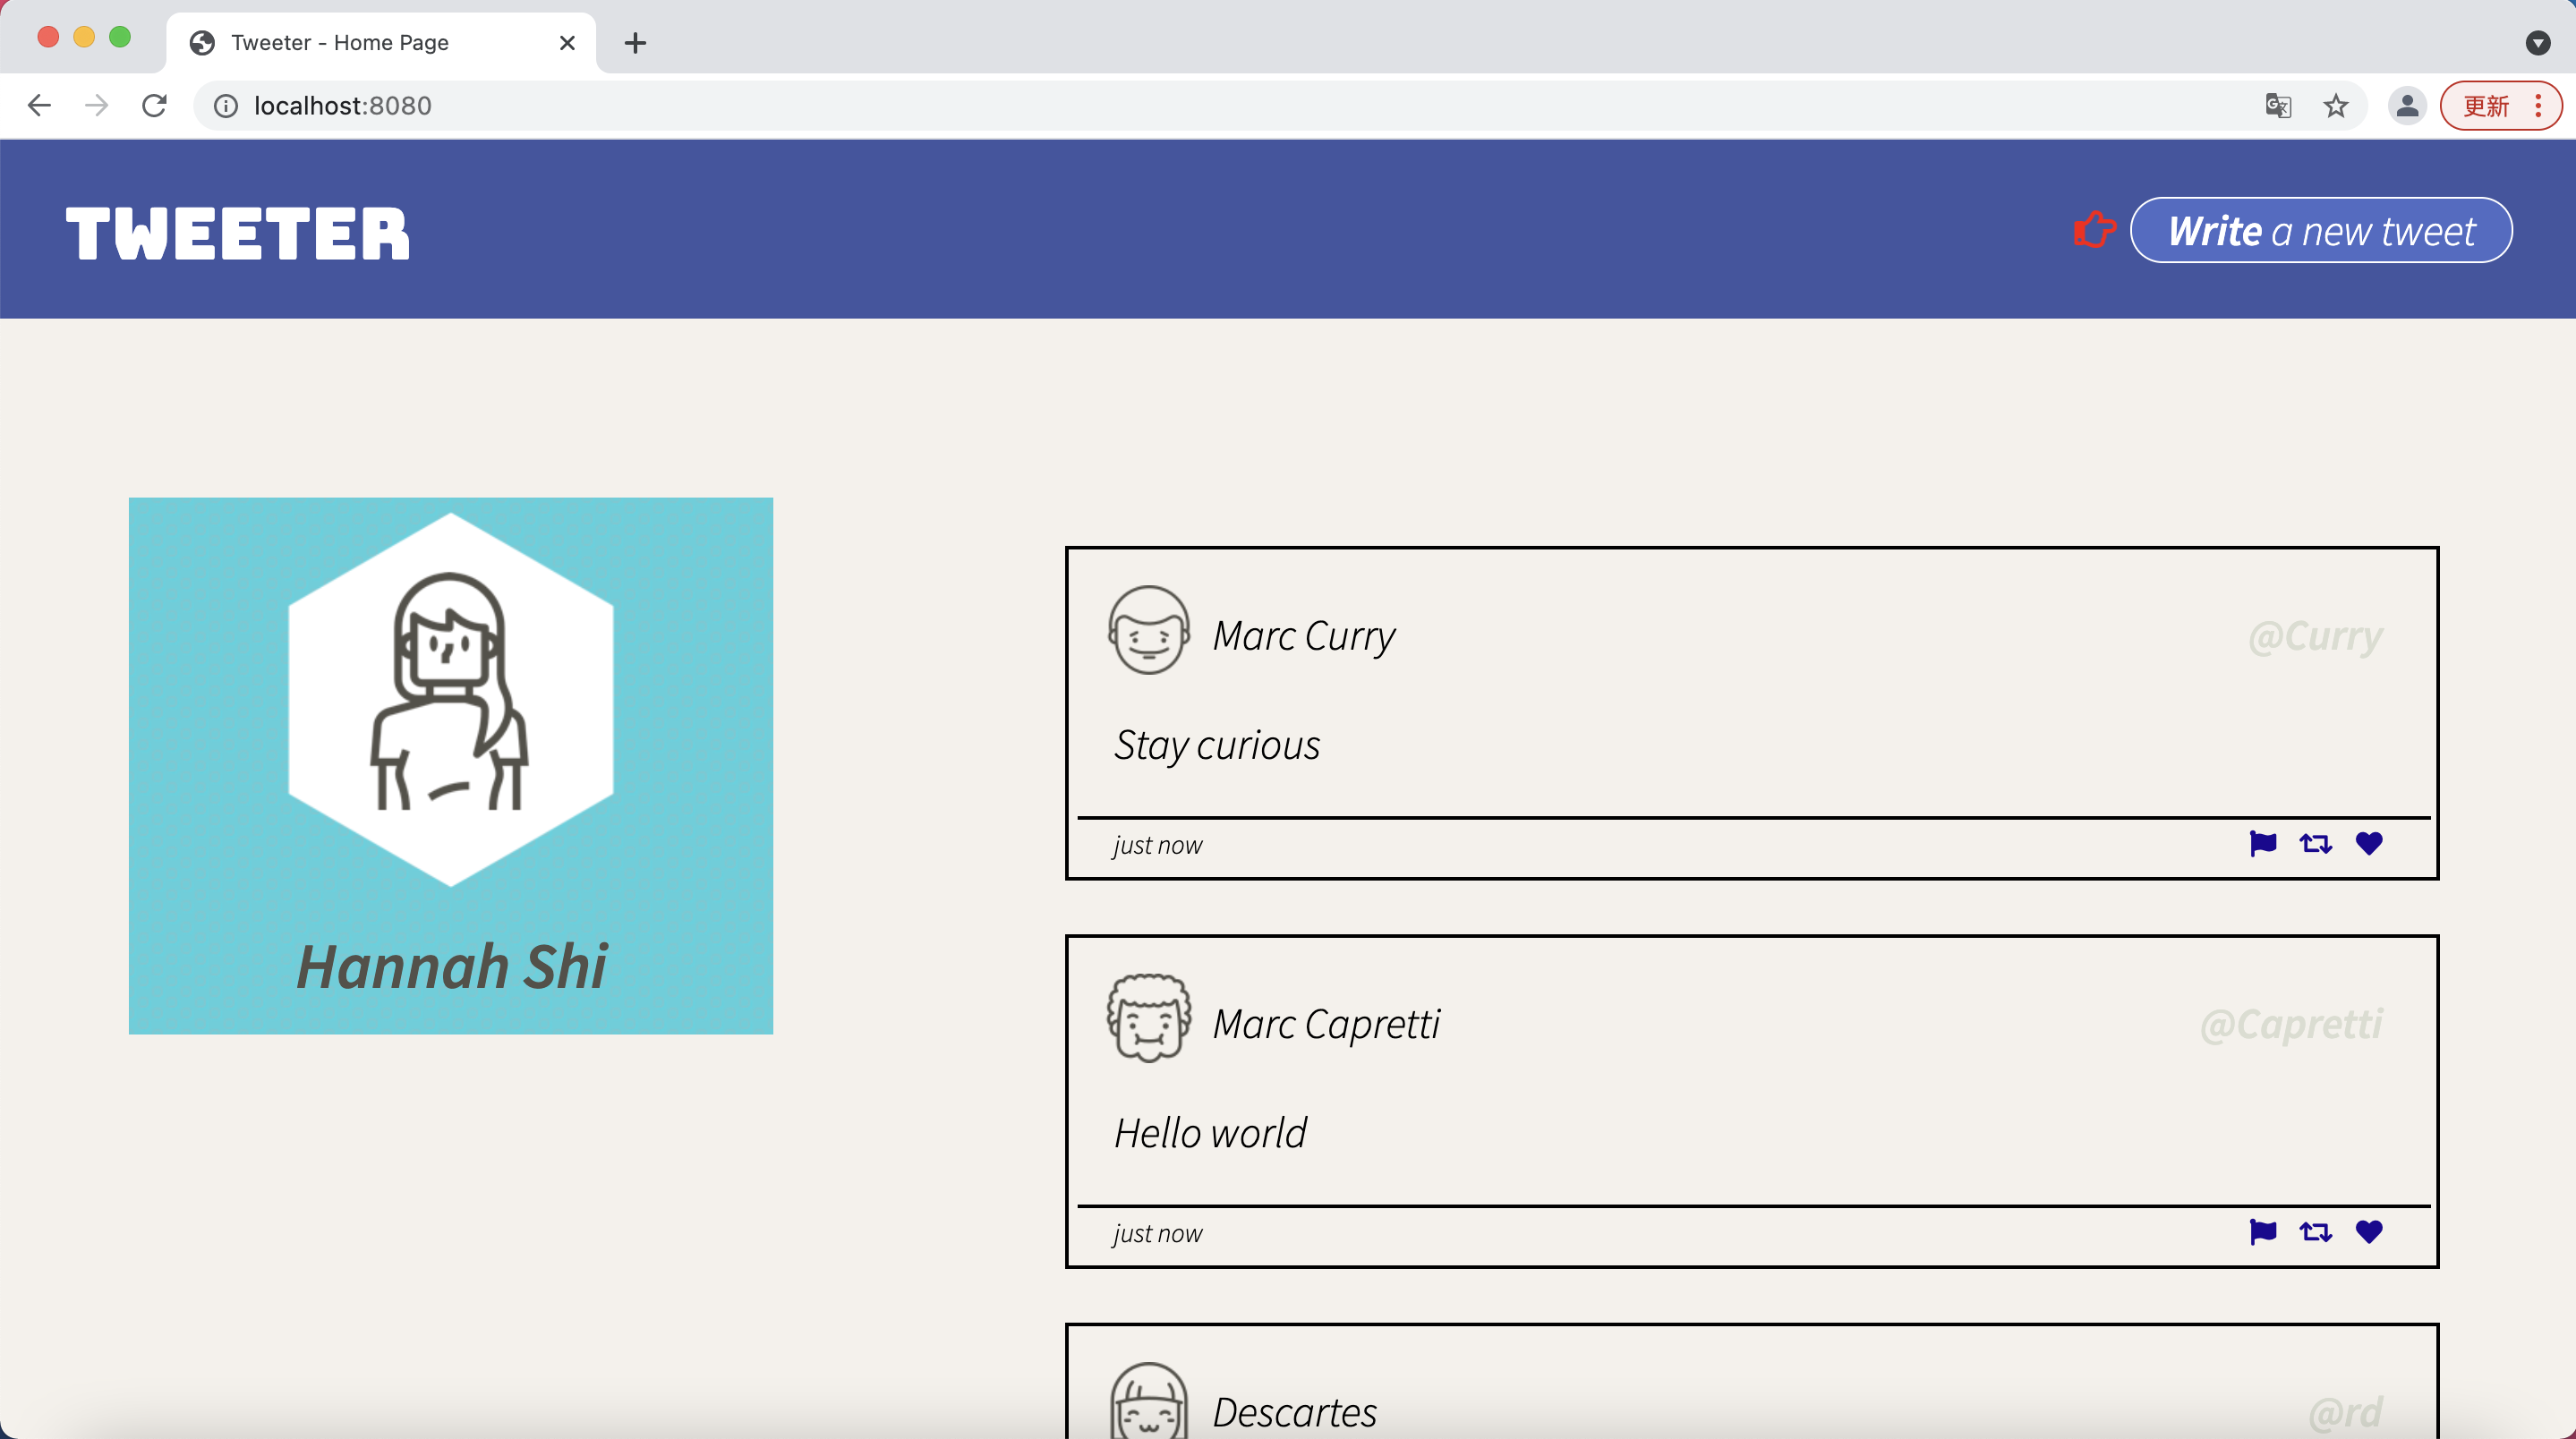 Tweeter - Home Page
localhost:8080
更新
TWEETER
Write a new tweet
Hannah Shi
Marc Curry
@Curry
Stay curious
just now
Marc Capretti
@Capretti
Hello world
just now
Descartes
@rd